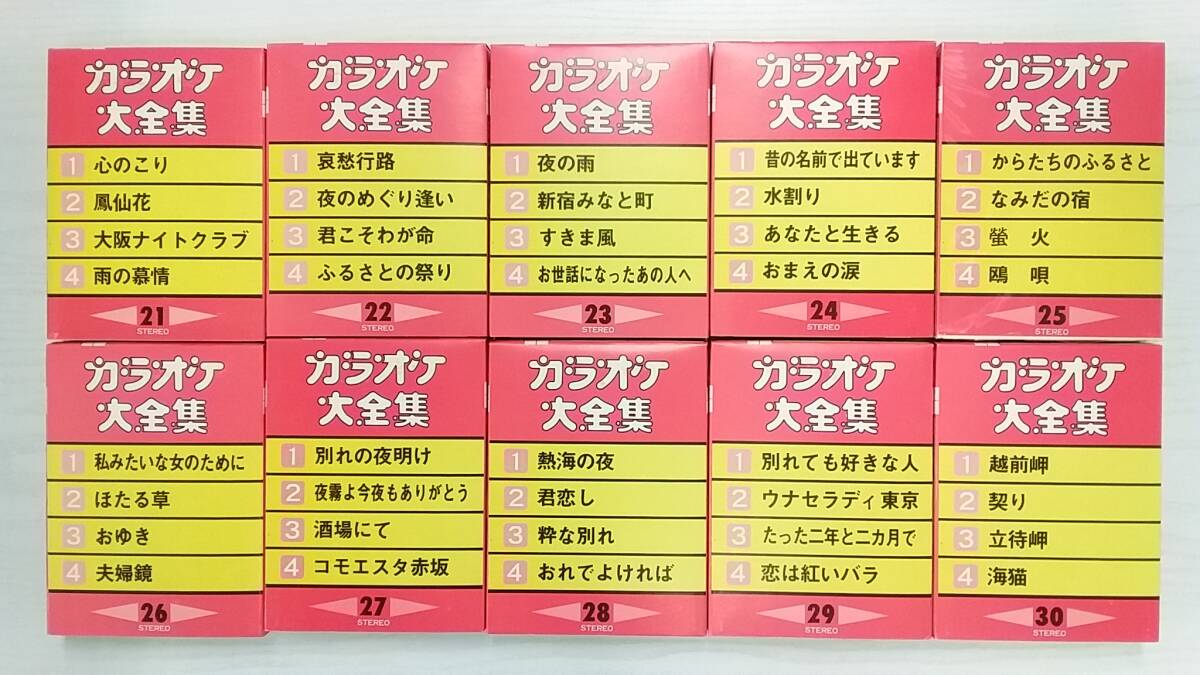 カラオケ
大全集
1 心のこり
2 鳳仙花
3 大阪ナイトクラブ
4 雨の慕情
21
STEREO
カラオケ
大全集
1 哀愁行路
2 夜のめぐり逢い
3 君こそわが命
4 ふるさとの祭り
22
STEREO
カラオケ
大全集
1 夜の雨
2 新宿みなと町
3 すきま風
4 お世話になったあの人へ
23
STEREO
カラオケ
大全集
1 昔の名前で出ています
2 水割り
3 あなたと生きる
4 おまえの涙
24
STEREO
カラオケ
大全集
1 からたちのふるさと
2 なみだの宿
3 螢 火
4 鴎 唄
25
STEREO
カラオケ
大全集
1 私みたいな女のために
2 ほたる草
3 おゆき
4 夫婦鏡
26
STEREO
カラオケ
大全集
1 別れの夜明け
2 夜霧よ今夜もありがとう
3 酒場にて
4 コモエスタ赤坂
27
STEREO
カラオケ
大全集
1 熱海の夜
2 君恋し
3 粋な別れ
4 おれでよければ
28
STEREO
カラオケ
大全集
1 別れても好きな人
2 ウナセラディ東京
3 たった二年と二カ月で
4 恋は紅いバラ
29
STEREO
カラオケ
大全集
1 越前岬
2 契り
3 立待岬
4 海猫
30
STEREO